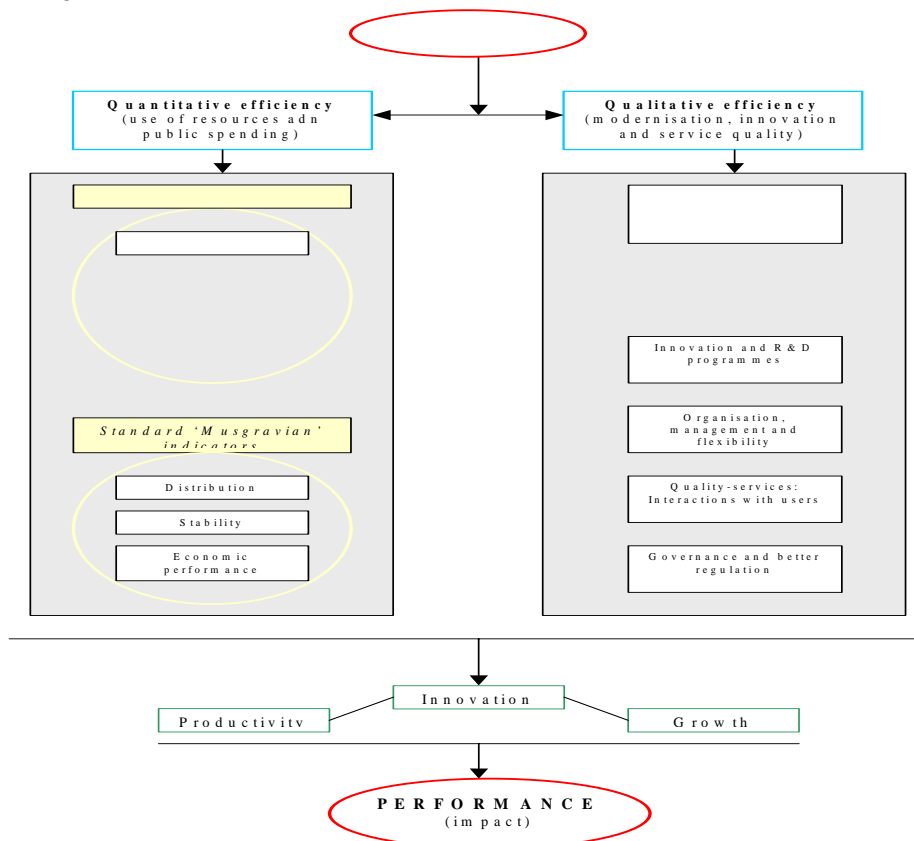 Quantitative efficiency
(use of resources adn
public spending)
Qualitative efficiency
(modernisation, innovation
and service quality)
Standard ‘Musgravian’
indicators
Distribution
Stability
Economic
performance
Innovation and R & D
programmes
Organisation,
management and
flexibility
Quality-services:
Interactions with users
Governance and better
regulation
Innovation
Productivity
Growth
PERFORMANCE
(impact)